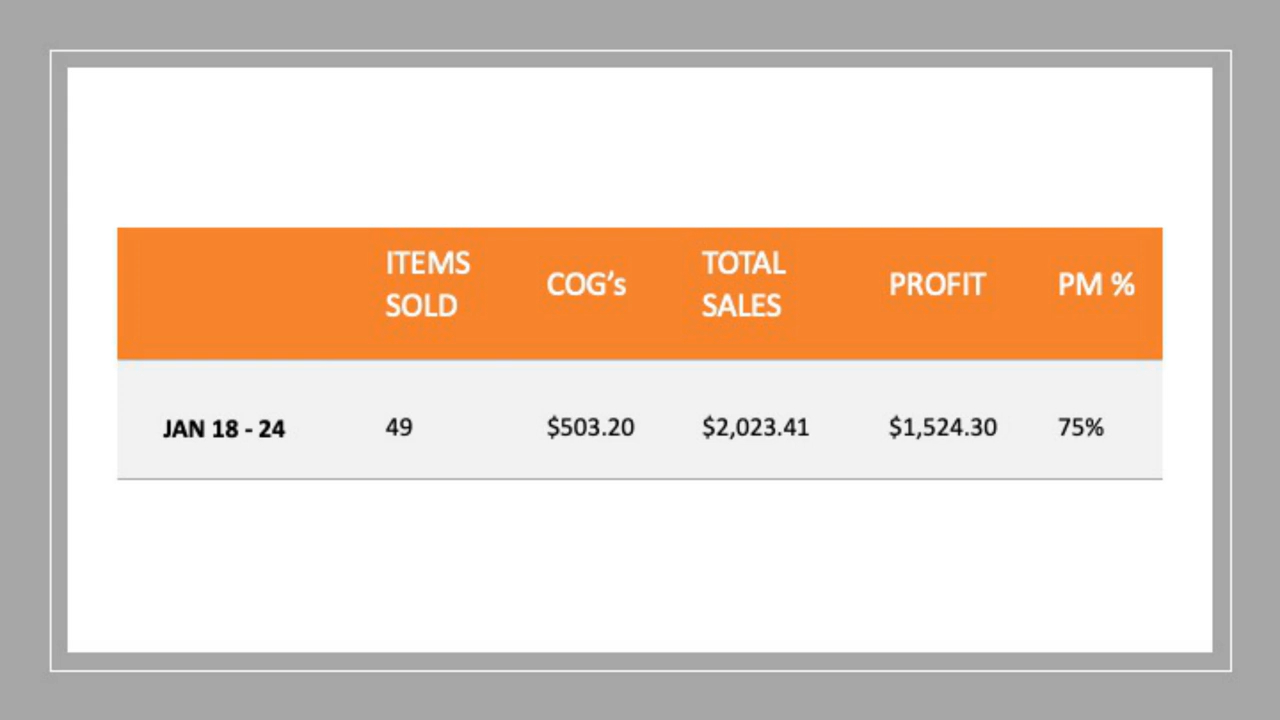 ITEMS SOLD COG’s TOTAL SALES PROFIT PM %
JAN 18 - 24 49 $503.20 $2,023.41 $1,524.30 75%